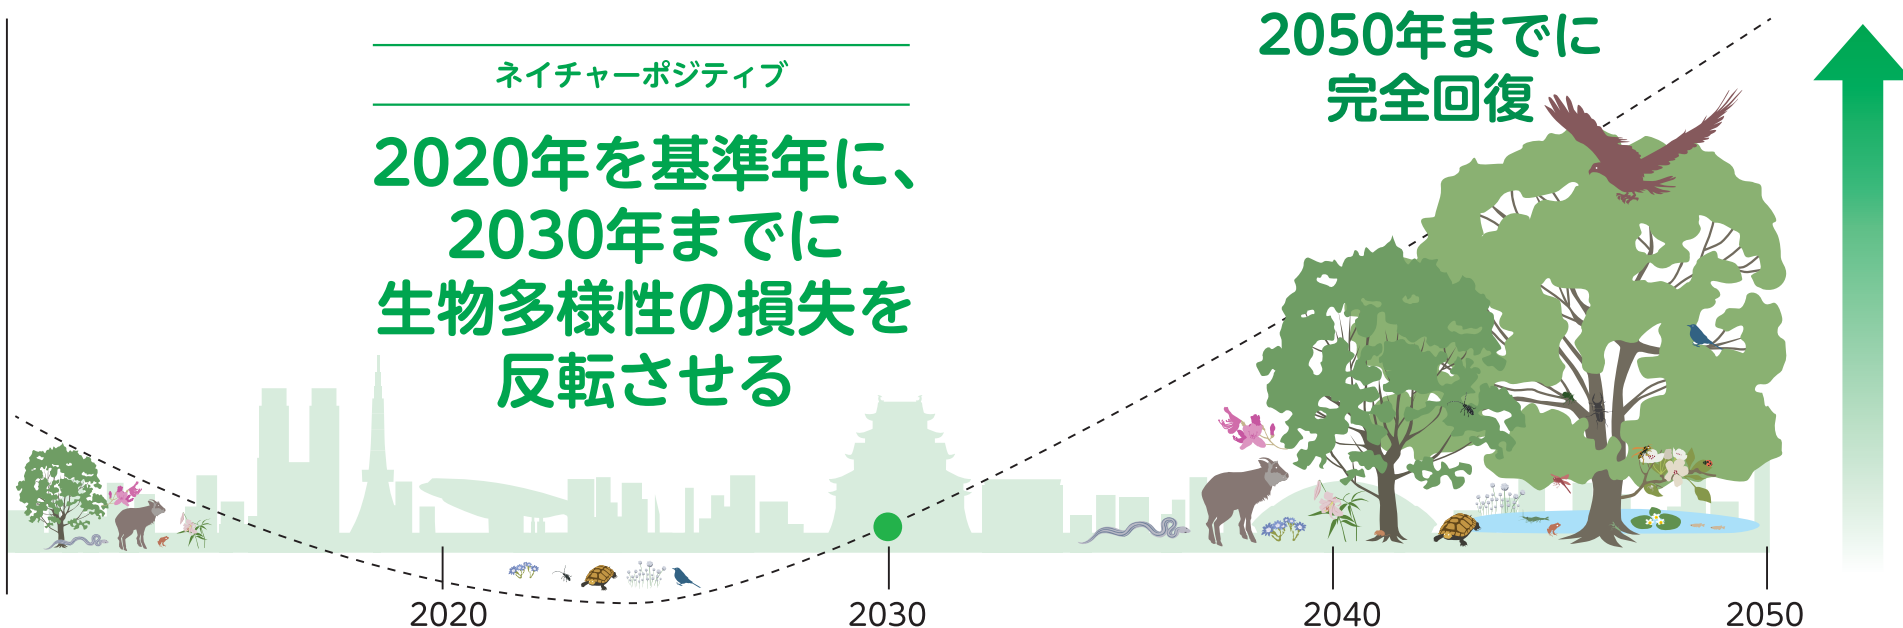 ネイチャーポジティブ
2020年を基準年に、
2030年までに
生物多様性の損失を
反転させる
2050年までに
完全回復
2020
2030
2040
2050